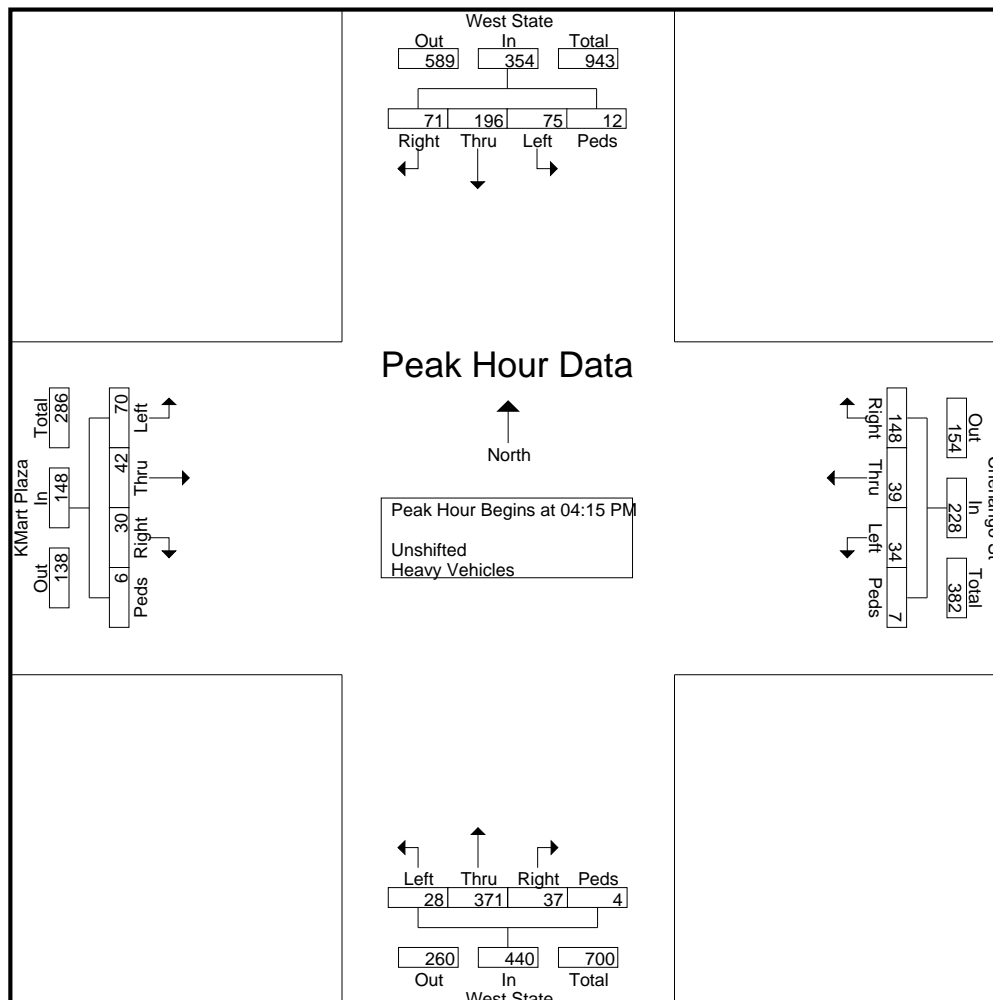 West State
Out In Total
589 354 943
71 196 75 12
Right Thru Left Peds
Peak Hour Data
North
Peak Hour Begins at 04:15 PM
Unshifted
Heavy Vehicles
KMart Plaza
Out In Total
138 148 286
70 42 30 6
Left Thru Right Peds
Out In Total
154 228 382
148 39 34 7
Right Thru Left Peds
Left Thru Right Peds
28 371 37 4
260 440 700
Out In Total
West State